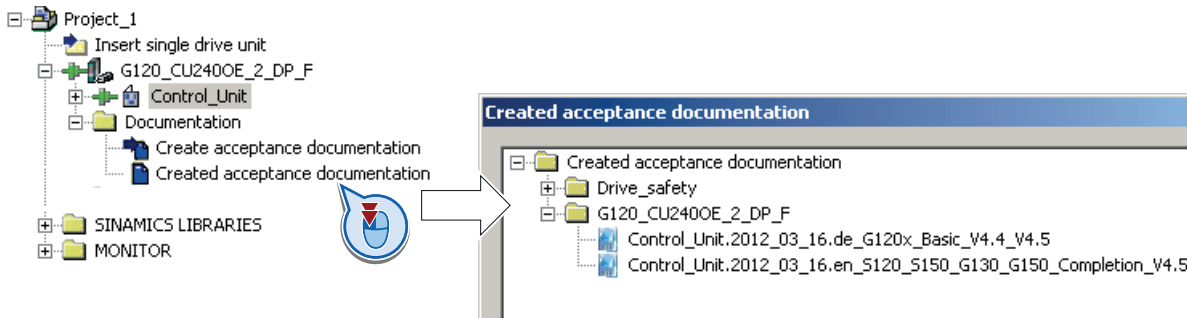 Project_1
Insert single drive unit
G120_CU240OE_2_DP_F
Control_Unit
Documentation
Create acceptance documentation
Created acceptance documentation
SINAMICS LIBRARIES
MONITOR
Created acceptance documentation
Created acceptance documentation
Drive_safety
G120_CU240OE_2_DP_F
Control_Unit.2012_03_16.de_G120x_Basic_V4.4_V4.5
Control_Unit.2012_03_16.en_S120_S150_G130_G150_Completion_V4.5